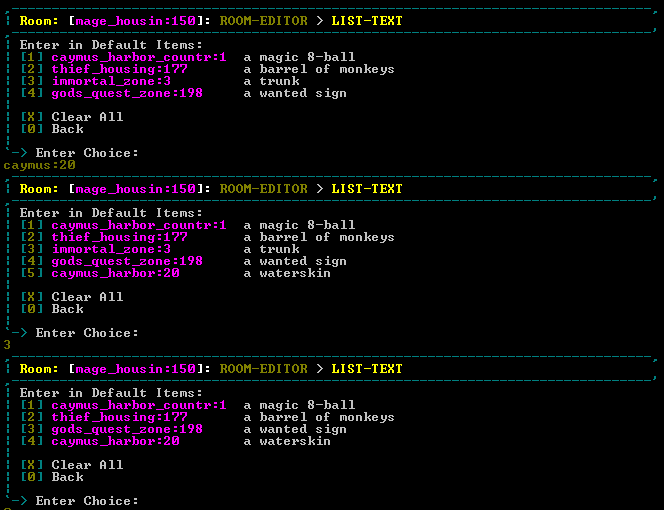 Room: [mage_housin:150]: ROOM-EDITOR > LIST-TEXT
Enter in Default Items:
[1] caymus_harbor_countr:1 a magic 8-ball
[2] thief_housing:177 a barrel of monkeys
[3] immortal_zone:3 a trunk
[4] gods_quest_zone:198 a wanted sign
[X] Clear All
[0] Back
-> Enter Choice:
caymus:20
Room: [mage_housin:150]: ROOM-EDITOR > LIST-TEXT
Enter in Default Items:
[1] caymus_harbor_countr:1 a magic 8-ball
[2] thief_housing:177 a barrel of monkeys
[3] immortal_zone:3 a trunk
[4] gods_quest_zone:198 a wanted sign
[5] caymus_harbor:20 a waterskin
[X] Clear All
[0] Back
-> Enter Choice:
3
Room: [mage_housin:150]: ROOM-EDITOR > LIST-TEXT
Enter in Default Items:
[1] caymus_harbor_countr:1 a magic 8-ball
[2] thief_housing:177 a barrel of monkeys
[3] gods_quest_zone:198 a wanted sign
[4] caymus_harbor:20 a waterskin
[X] Clear All
[0] Back
-> Enter Choice: